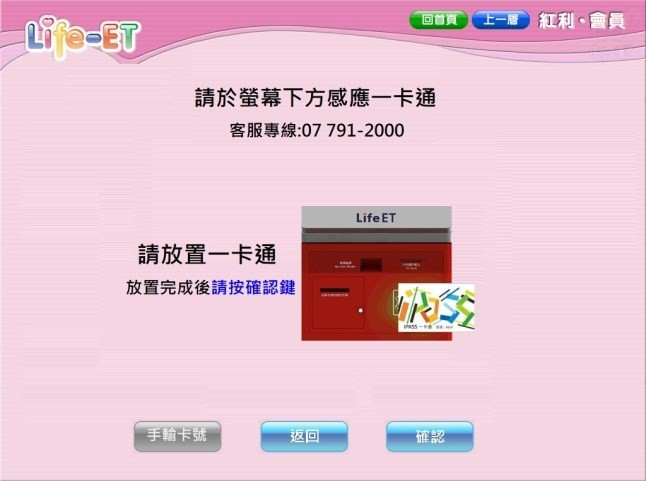 Life-ET
回首頁
上一層
紅利・會員
請於螢幕下方感應一卡通
客服專線:07 791-2000
Life ET
請放置一卡通
放置完成後請按確認鍵
iPASS
iPASS 一卡通
手輸卡號
返回
確認